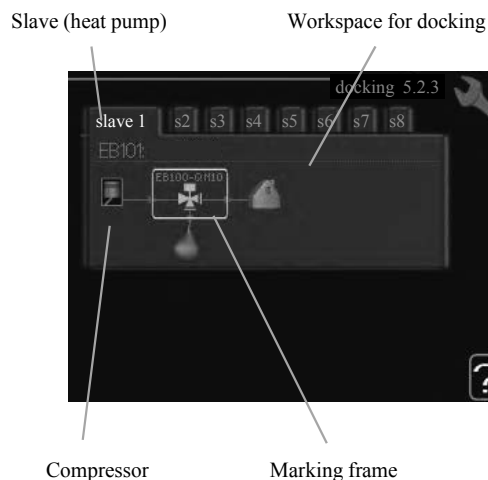 Slave (heat pump)
Workspace for docking
docking 5.2.3
slave 1 s2 s3 s4 s5 s6 s7 s8
EB101:
EB100-QN10
?
Compressor
Marking frame